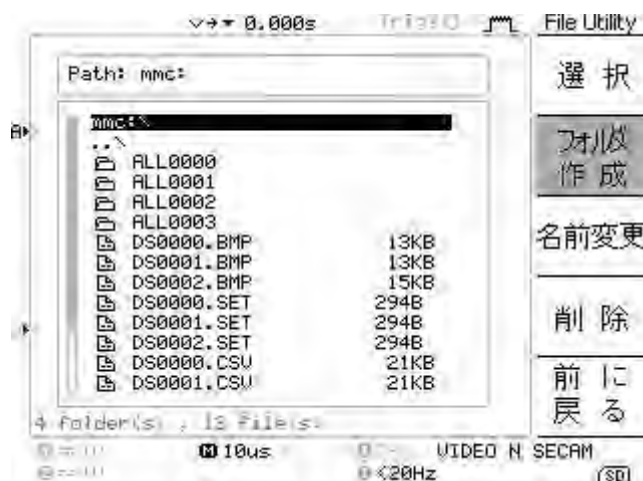 0.000s
File Utility
Path: mmc:
選 択
mmc:\
..\
ALL0000
ALL0001
ALL0002
ALL0003
DS0000.BMP 13KB
DS0001.BMP 13KB
DS0002.BMP 15KB
DS0000.SET 294B
DS0001.SET 294B
DS0002.SET 294B
DS0000.CSV 21KB
DS0001.CSV 21KB
フォルダ
作 成
名前変更
削 除
前 に
戻 る
4 folder(s) , 13 file(s)
M 10us
VIDEO N SECAM
<20Hz
SD